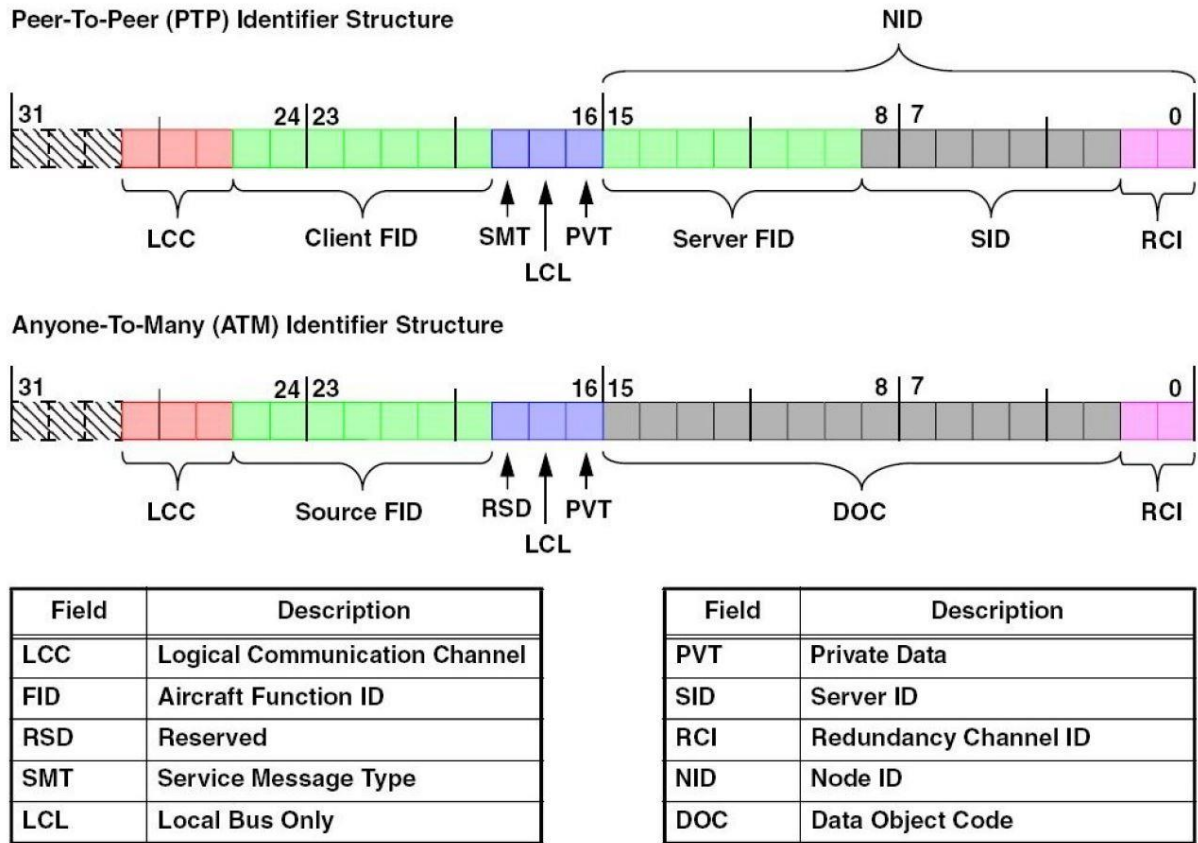 Peer-To-Peer (PTP) Identifier Structure
NID
31 24 23 16 15 8 7 0
LCC Client FID SMT PVT Server FID SID RCI
LCL
Anyone-To-Many (ATM) Identifier Structure
31 24 23 16 15 8 7 0
LCC Source FID RSD PVT DOC RCI
LCL
Field Description
LCC Logical Communication Channel
FID Aircraft Function ID
RSD Reserved
SMT Service Message Type
LCL Local Bus Only
Field Description
PVT Private Data
SID Server ID
RCI Redundancy Channel ID
NID Node ID
DOC Data Object Code